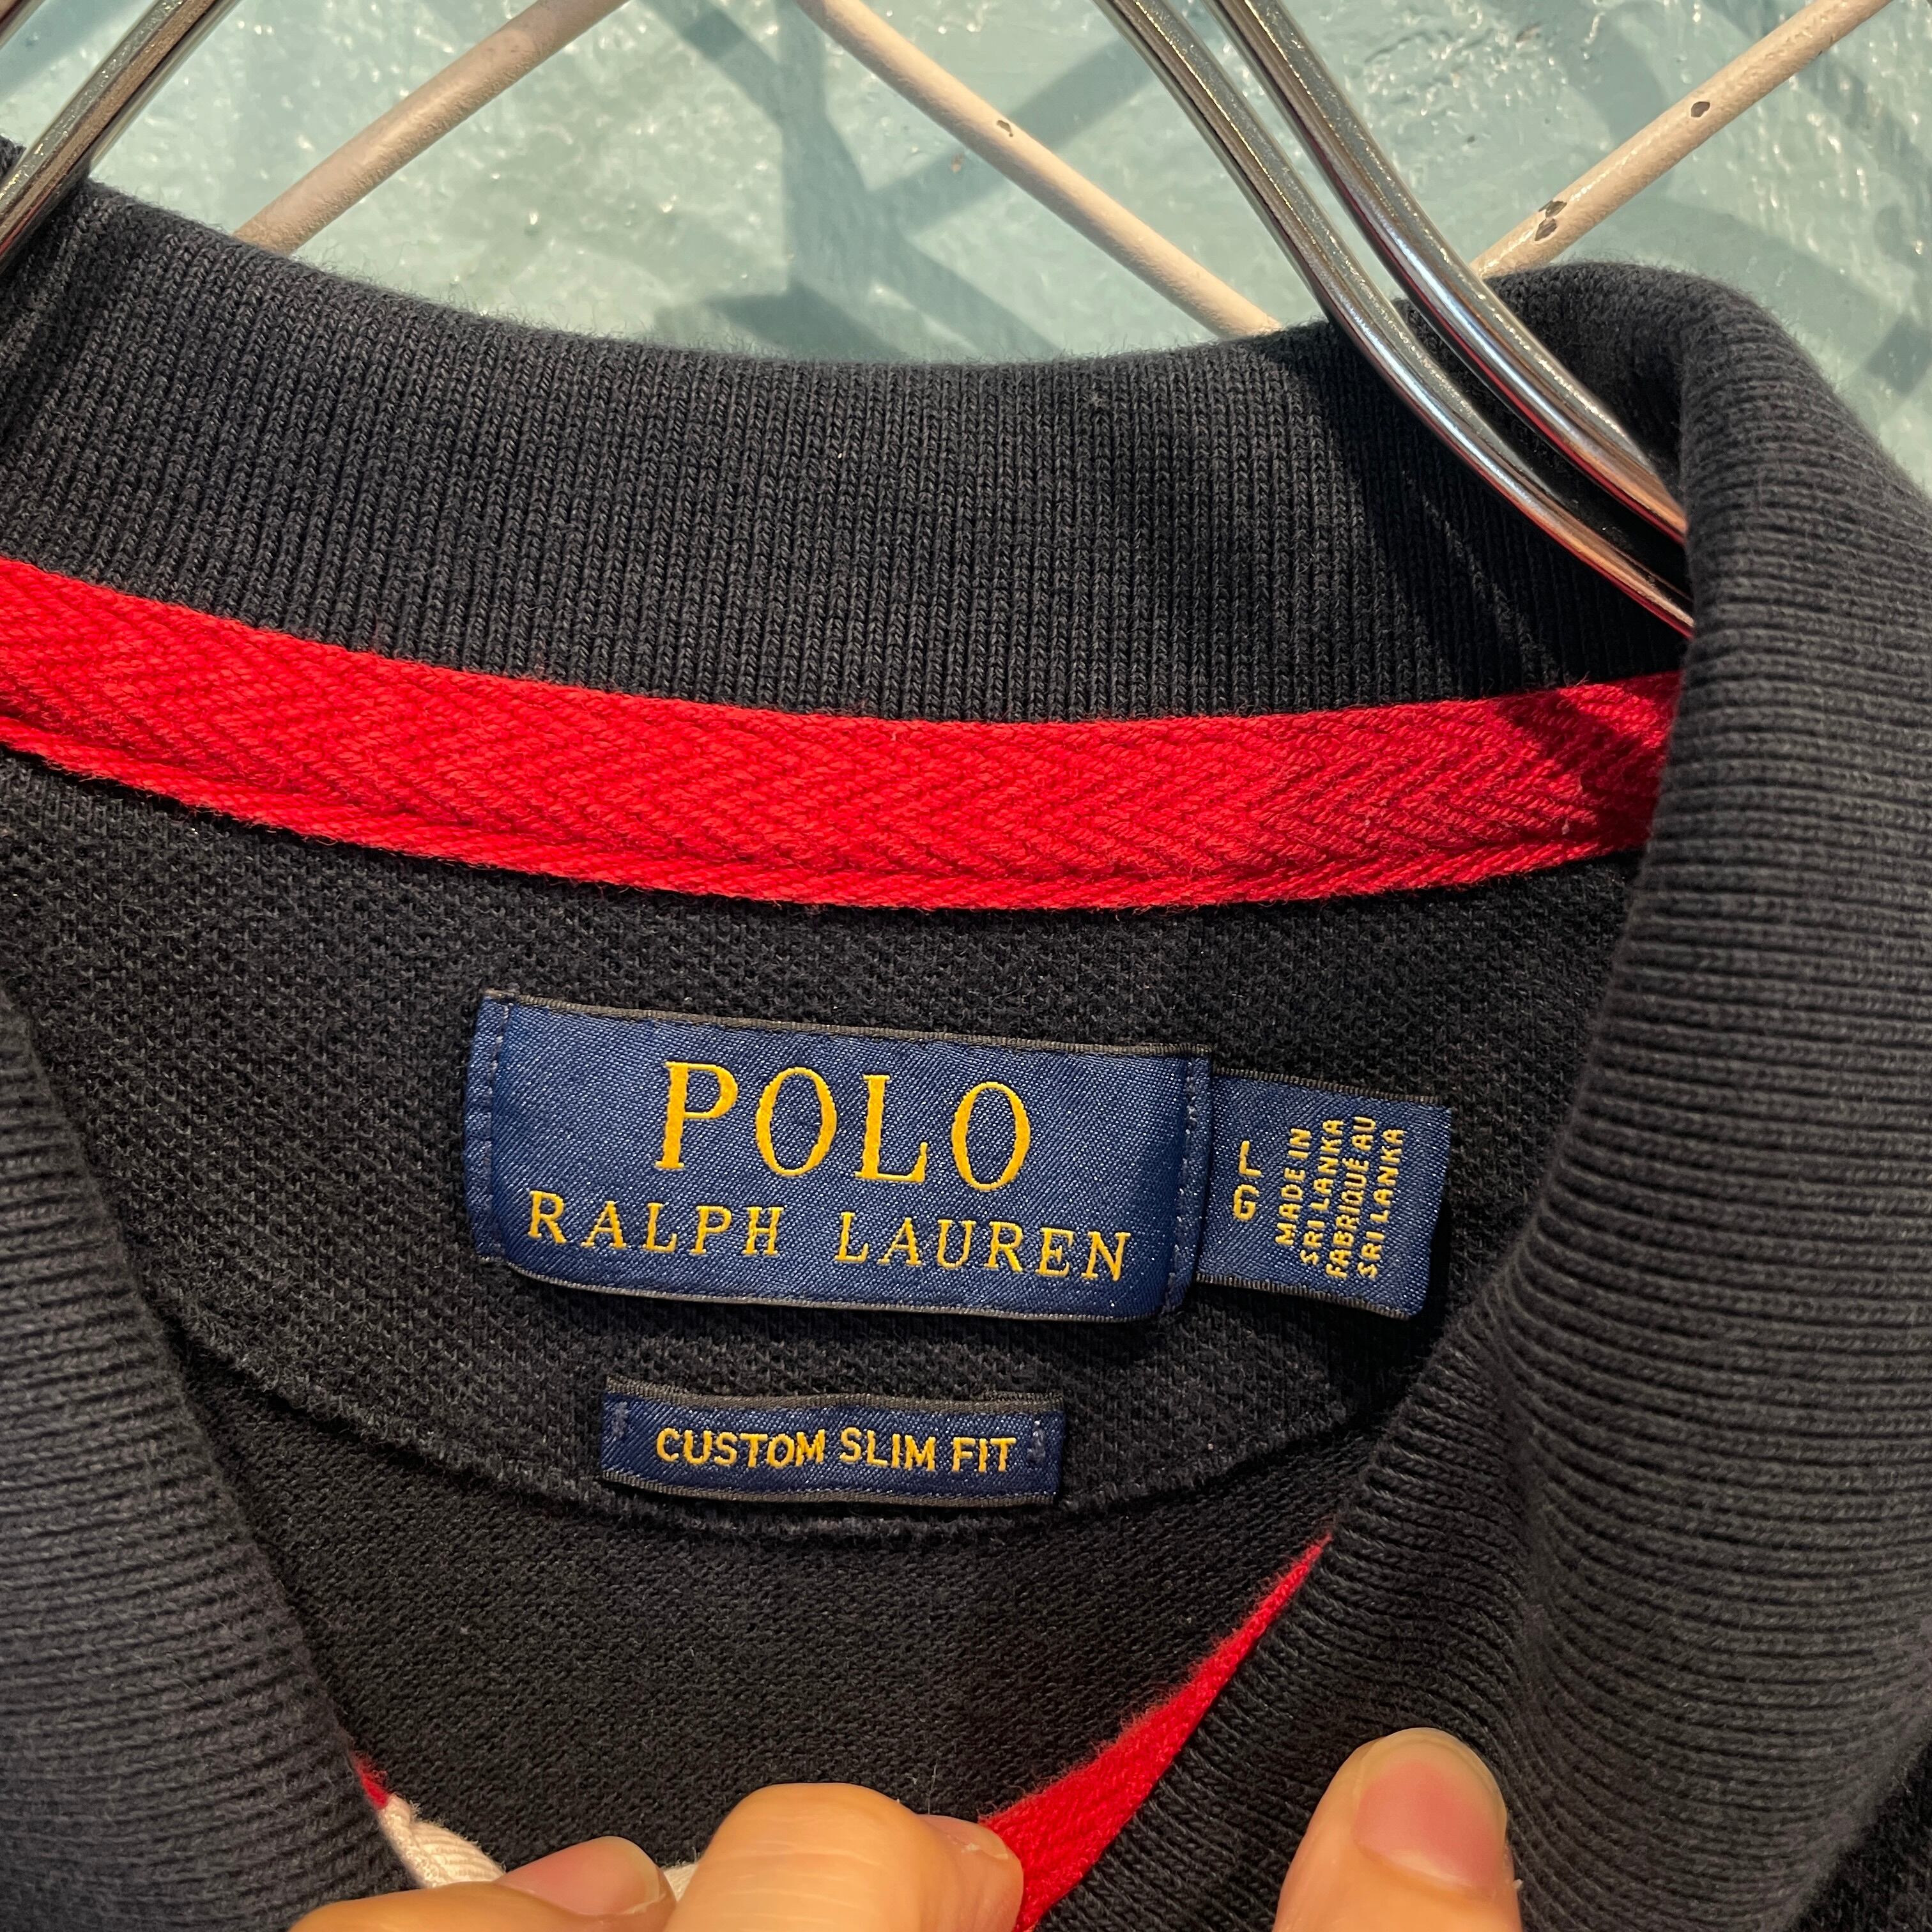 POLO
RALPH LAUREN
L
G
MADE IN
SRI LANKA
FABRIQUÉ AU
SRI LANKA
CUSTOM SLIM FIT